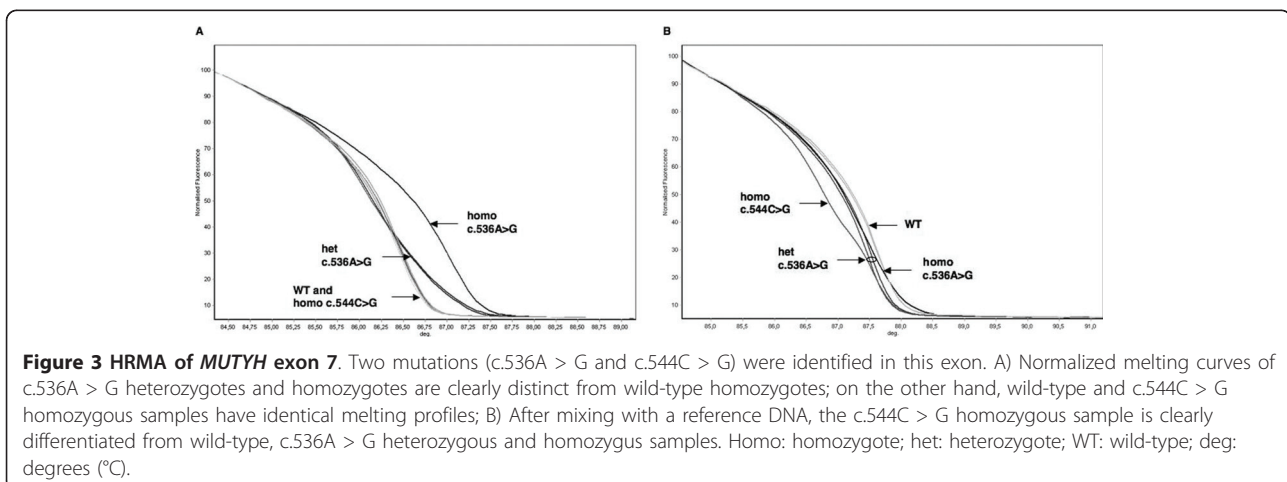 A
B
100
90
80
70
60
50
40
30
20
10
Normalised Fluorescence
homo
c.536A>G
het
c.536A>G
WT and
homo c.544C>G
84,50 84,75 85,00 85,25 85,50 85,75 86,00 86,25 86,50 86,75 87,00 87,25 87,50 87,75 88,00 88,25 88,50 88,75 89,00
deg.
100
90
80
70
60
50
40
30
20
10
Normalised Fluorescence
homo
c.544C>G
WT
het
c.536A>G
homo
c.536A>G
85,0 85,5 86,0 86,5 87,0 87,5 88,0 88,5 89,0 89,5 90,0 90,5 91,0
deg.
Figure 3 HRMA of MUTYH exon 7. Two mutations (c.536A > G and c.544C > G) were identified in this exon. A) Normalized melting curves of
c.536A > G heterozygotes and homozygotes are clearly distinct from wild-type homozygotes; on the other hand, wild-type and c.544C > G
homozygous samples have identical melting profiles; B) After mixing with a reference DNA, the c.544C > G homozygous sample is clearly
differentiated from wild-type, c.536A > G heterozygous and homozygus samples. Homo: homozygote; het: heterozygote; WT: wild-type; deg:
degrees (°C).